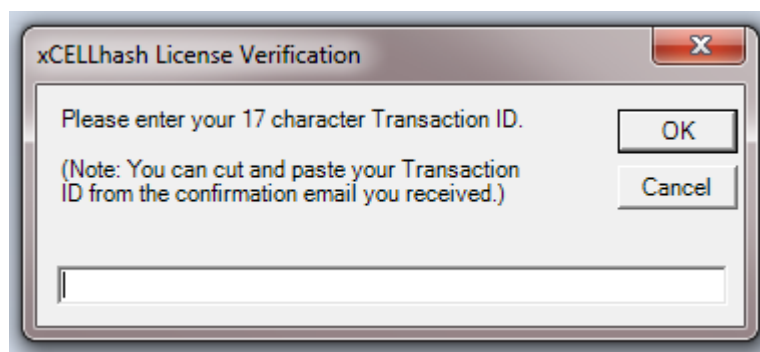 xCELLhash License Verification
Please enter your 17 character Transaction ID.
OK
(Note: You can cut and paste your Transaction
ID from the confirmation email you received.)
Cancel